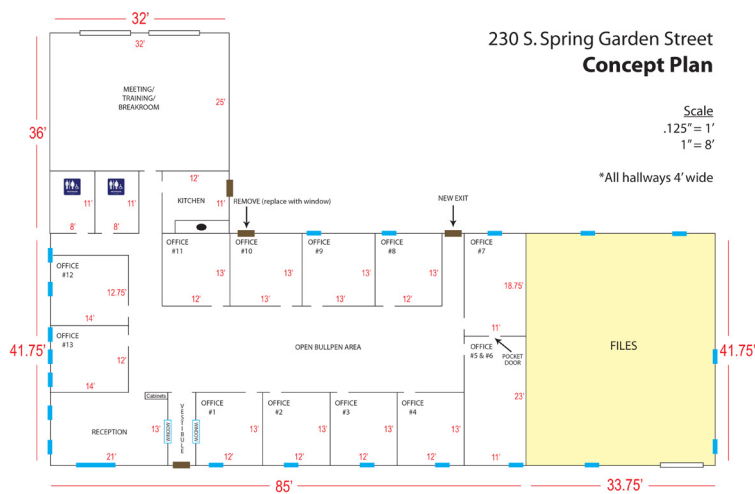 32'
230 S. Spring Garden Street
Concept Plan
32'
MEETING/
TRAINING/
BREAKROOM
25'
Scale
.125” = 1'
1” = 8'
36'
*All hallways 4' wide
12'
KITCHEN
11'
11'
11'
8'
8'
REMOVE (replace with window)
NEW EXIT
OFFICE
#11
13'
12'
OFFICE
#10
13'
13'
OFFICE
#9
13'
13'
OFFICE
#8
13'
12'
OFFICE
#7
18.75'
11'
OFFICE
#12
12.75'
14'
OFFICE
#13
12'
14'
41.75'
OPEN BULLPEN AREA
OFFICE
#5 & #6
POCKET
DOOR
23'
11'
FILES
41.75'
Cabinets
RECEPTION
13'
21'
WINDOW
VESTIBULE
WINDOW
OFFICE
#1
13'
12'
OFFICE
#2
13'
12'
OFFICE
#3
13'
12'
OFFICE
#4
13'
12'
85'
33.75'